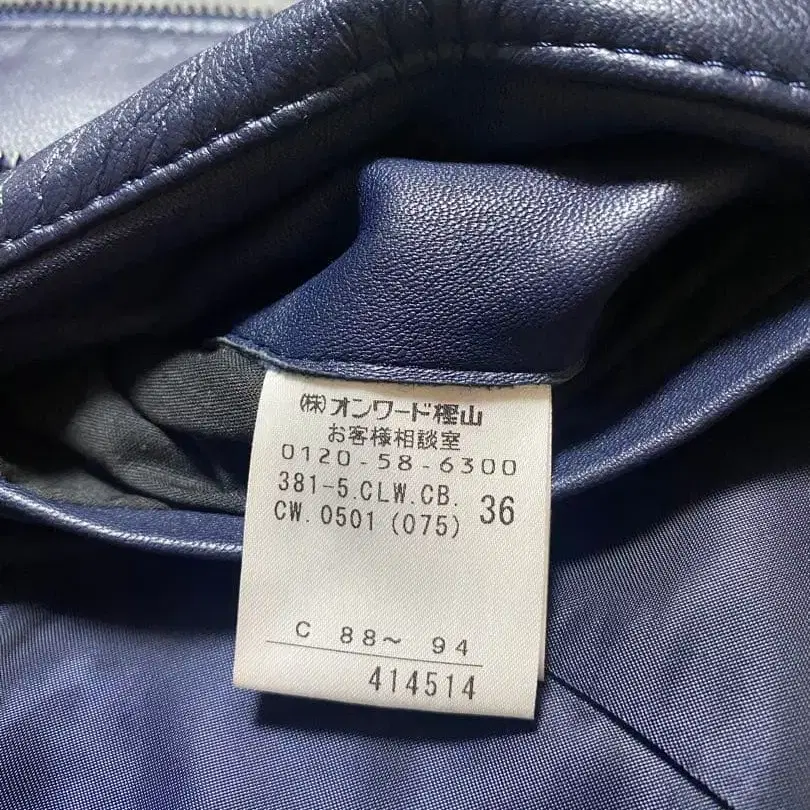 (株)オンワード樫山
お客様相談室
0120-58-6300
381-5.CLW.CB. 36
CW.0501(075)
C 88~ 94
414514